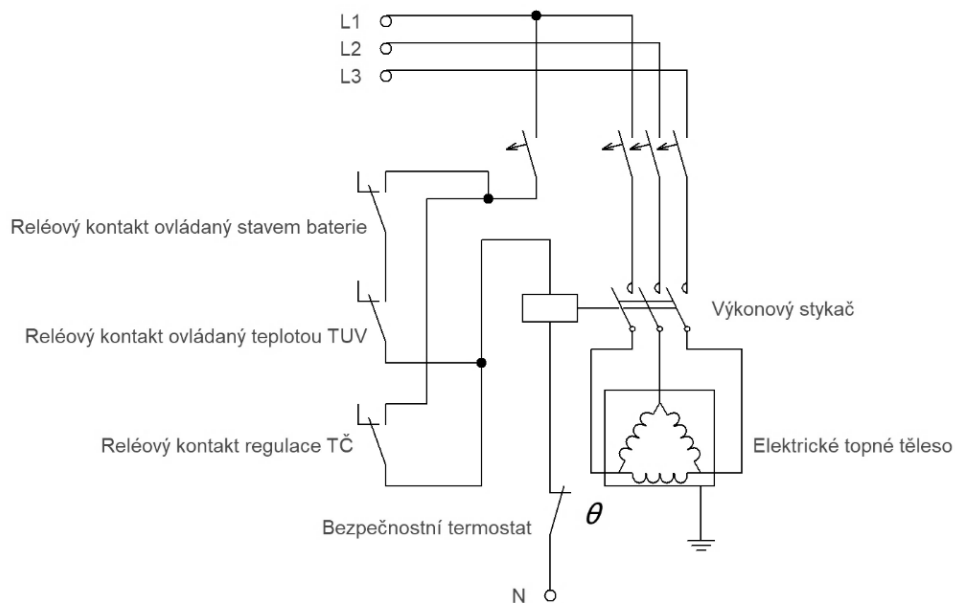 L1
L2
L3
Reléový kontakt ovládaný stavem baterie
Výkonový stykač
Reléový kontakt ovládaný teplotou TUV
Reléový kontakt regulace TČ
Elektrické topné těleso
Bezpečnostní termostat
θ
N